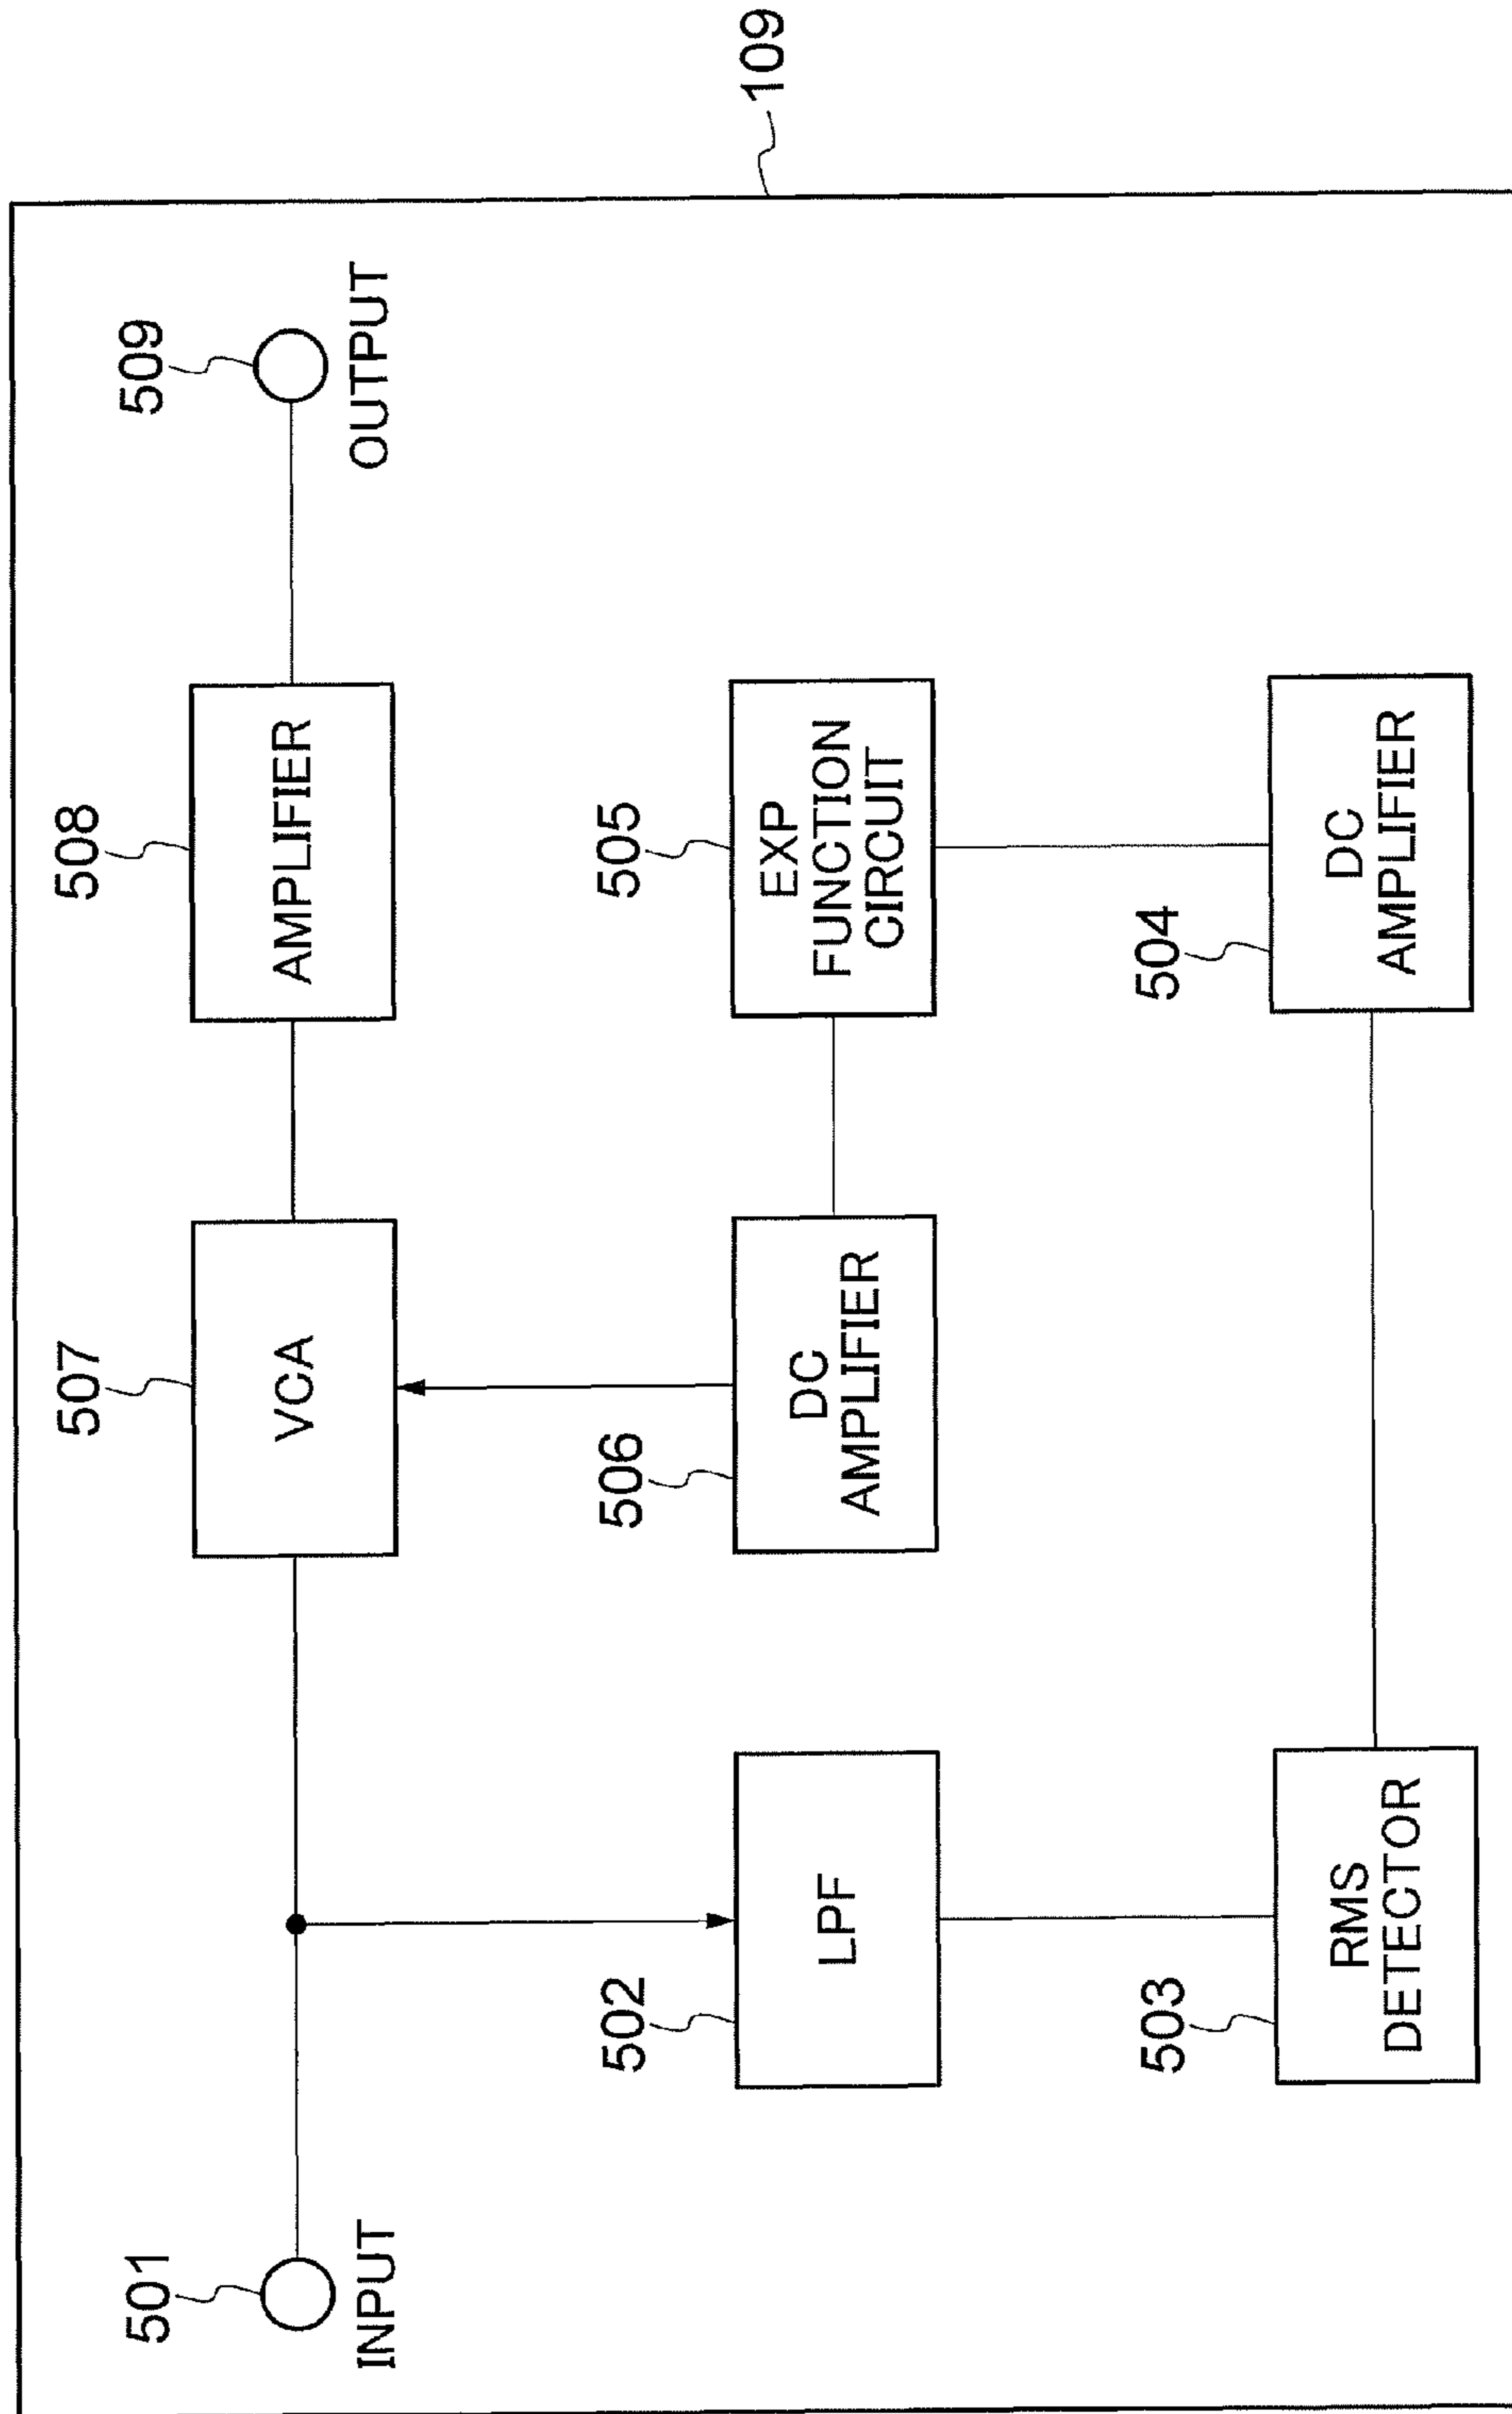 109
509
OUTPUT
508
AMPLIFIER
507
VCA
501
INPUT
505
EXP
FUNCTION
CIRCUIT
506
DC
AMPLIFIER
502
LPF
504
DC
AMPLIFIER
503
RMS
DETECTOR